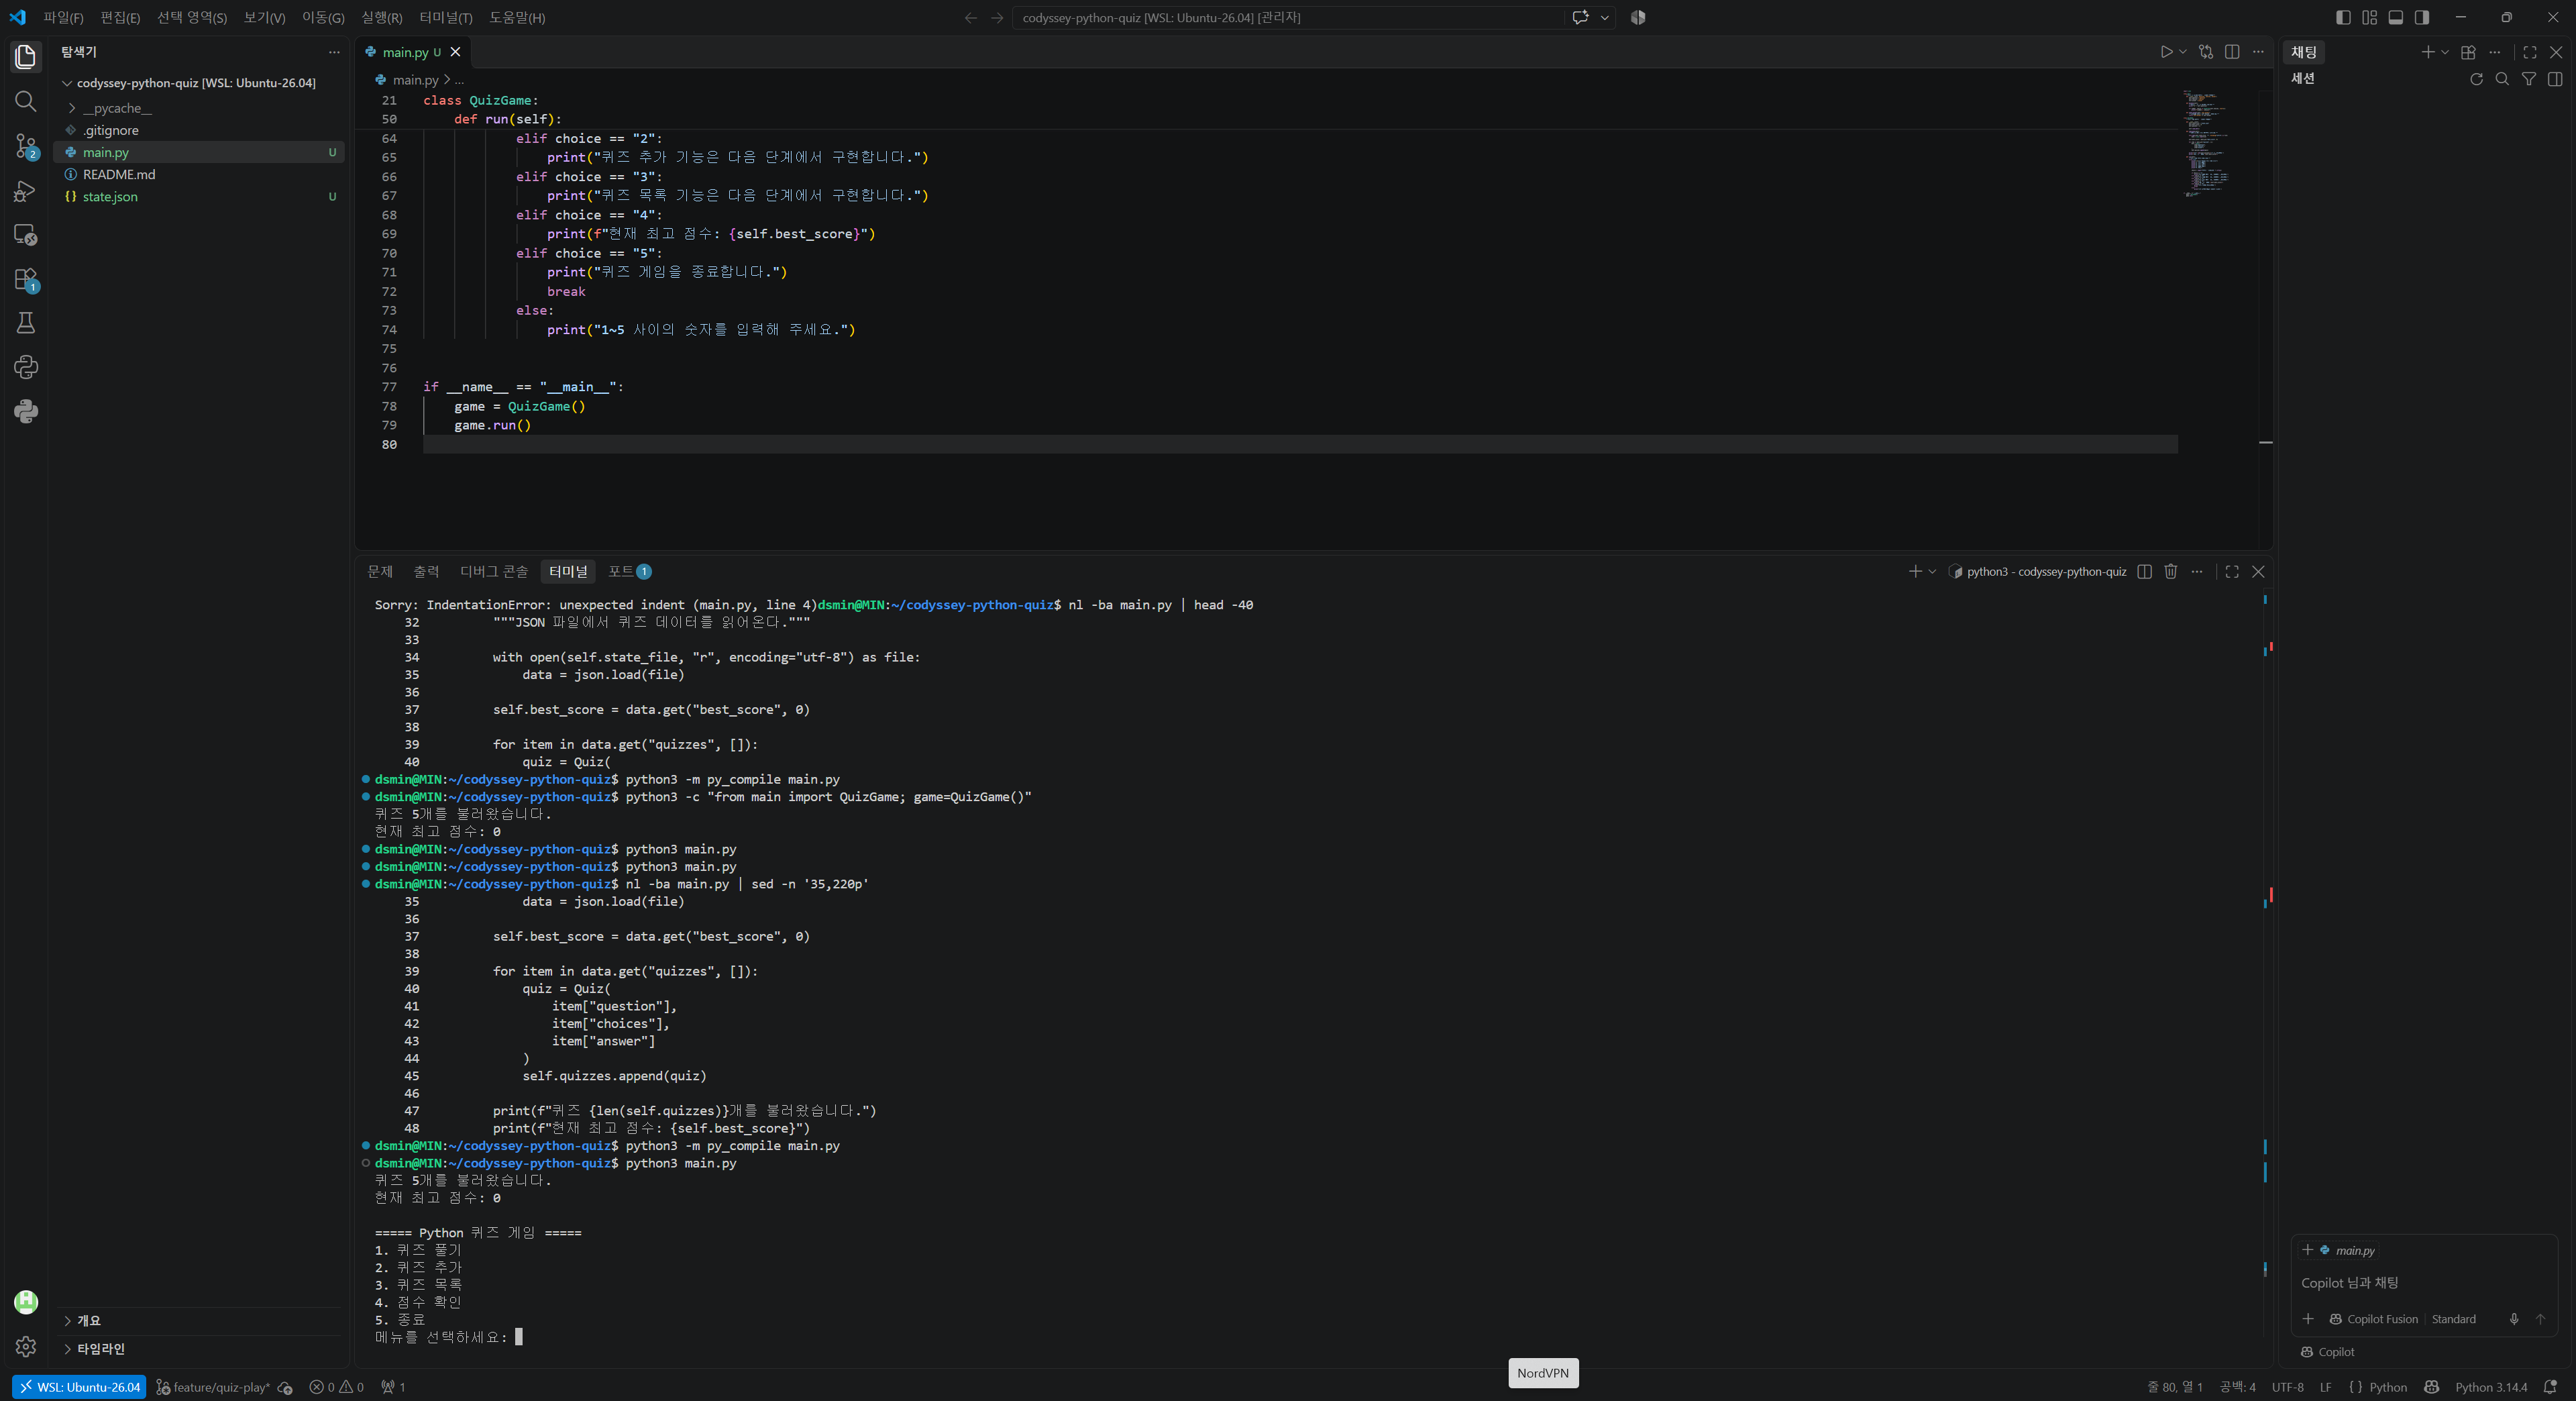 파일(F) 편집(E) 선택 영역(S) 보기(V) 이동(G) 실행(R) 터미널(T) 도움말(H)
codyssey-python-quiz [WSL: Ubuntu-26.04] [관리자]
탐색기
codyssey-python-quiz [WSL: Ubuntu-26.04]
__pycache__
.gitignore
main.py U
README.md
state.json U
2
1
개요
타임라인
main.py U
main.py > ...
21 class QuizGame:
50     def run(self):
64             elif choice == "2":
65                 print("퀴즈 추가 기능은 다음 단계에서 구현합니다.")
66             elif choice == "3":
67                 print("퀴즈 목록 기능은 다음 단계에서 구현합니다.")
68             elif choice == "4":
69                 print(f"현재 최고 점수: {self.best_score}")
70             elif choice == "5":
71                 print("퀴즈 게임을 종료합니다.")
72                 break
73             else:
74                 print("1~5 사이의 숫자를 입력해 주세요.")
75
76
77 if __name__ == "__main__":
78     game = QuizGame()
79     game.run()
80
문제 출력 디버그 콘솔 터미널 포트 1
python3 - codyssey-python-quiz
Sorry: IndentationError: unexpected indent (main.py, line 4)dsmin@MIN:~/codyssey-python-quiz$ nl -ba main.py | head -40
32         """JSON 파일에서 퀴즈 데이터를 읽어온다."""
33
34         with open(self.state_file, "r", encoding="utf-8") as file:
35             data = json.load(file)
36
37         self.best_score = data.get("best_score", 0)
38
39         for item in data.get("quizzes", []):
40             quiz = Quiz(
dsmin@MIN:~/codyssey-python-quiz$ python3 -m py_compile main.py
dsmin@MIN:~/codyssey-python-quiz$ python3 -c "from main import QuizGame; game=QuizGame()"
퀴즈 5개를 불러왔습니다.
현재 최고 점수: 0
dsmin@MIN:~/codyssey-python-quiz$ python3 main.py
dsmin@MIN:~/codyssey-python-quiz$ python3 main.py
dsmin@MIN:~/codyssey-python-quiz$ nl -ba main.py | sed -n '35,220p'
35             data = json.load(file)
36
37         self.best_score = data.get("best_score", 0)
38
39         for item in data.get("quizzes", []):
40             quiz = Quiz(
41                 item["question"],
42                 item["choices"],
43                 item["answer"]
44             )
45             self.quizzes.append(quiz)
46
47         print(f"퀴즈 {len(self.quizzes)}개를 불러왔습니다.")
48         print(f"현재 최고 점수: {self.best_score}")
dsmin@MIN:~/codyssey-python-quiz$ python3 -m py_compile main.py
dsmin@MIN:~/codyssey-python-quiz$ python3 main.py
퀴즈 5개를 불러왔습니다.
현재 최고 점수: 0
===== Python 퀴즈 게임 =====
1. 퀴즈 풀기
2. 퀴즈 추가
3. 퀴즈 목록
4. 점수 확인
5. 종료
메뉴를 선택하세요:
채팅
세션
main.py
Copilot 님과 채팅
Copilot Fusion Standard
Copilot
NordVPN
WSL: Ubuntu-26.04 feature/quiz-play* 0 0 1
줄 80, 열 1 공백: 4 UTF-8 LF { } Python Python 3.14.4